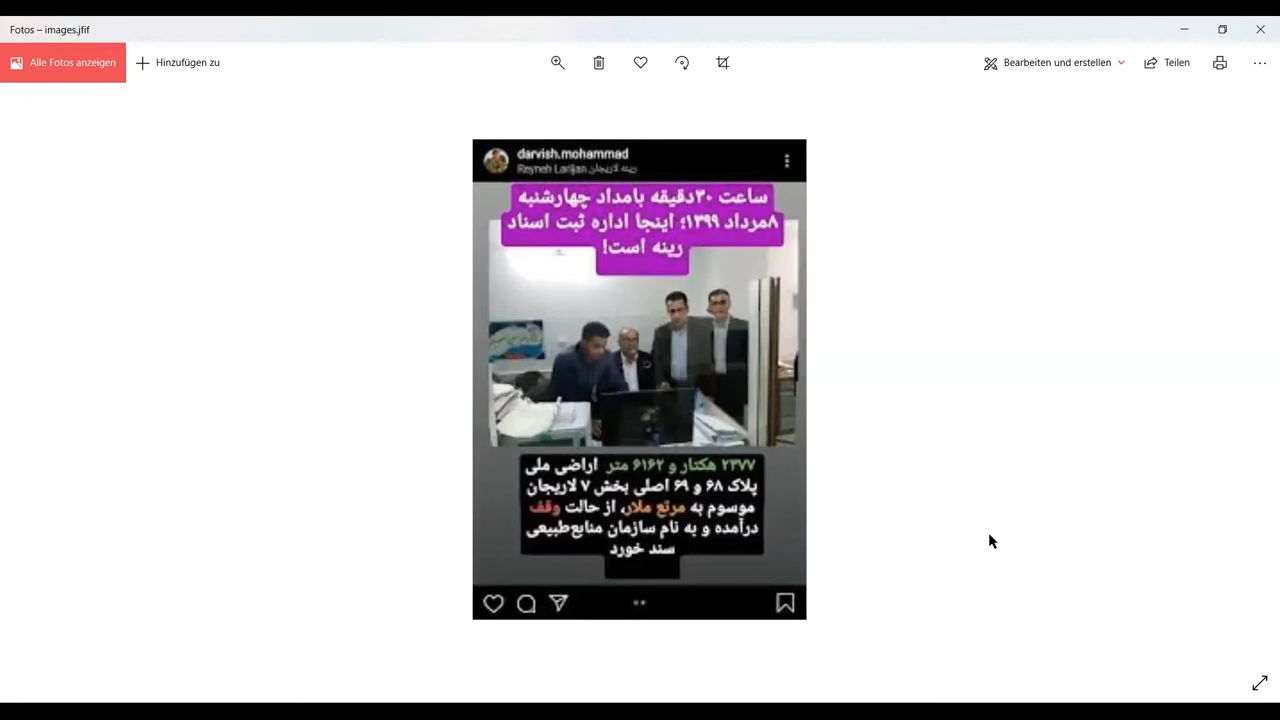 Fotos – images.jfif
Alle Fotos anzeigen
Hinzufügen zu
Bearbeiten und erstellen
Teilen
darvish.mohammad
Reyneh Larijan رینه لاریجان
ساعت ۳۰دقیقه بامداد چهارشنبه
۸مرداد ۱۳۹۹؛ اینجا اداره ثبت اسناد
رینه است!
۲۳۷۷ هکتار و ۶۱۶۲ متر اراضی ملی
پلاک ۶۸ و ۶۹ اصلی بخش ۷ لاریجان
موسوم به مرتع ملار، از حالت وقف
درآمده و به نام سازمان منابع‌طبیعی
سند خورد